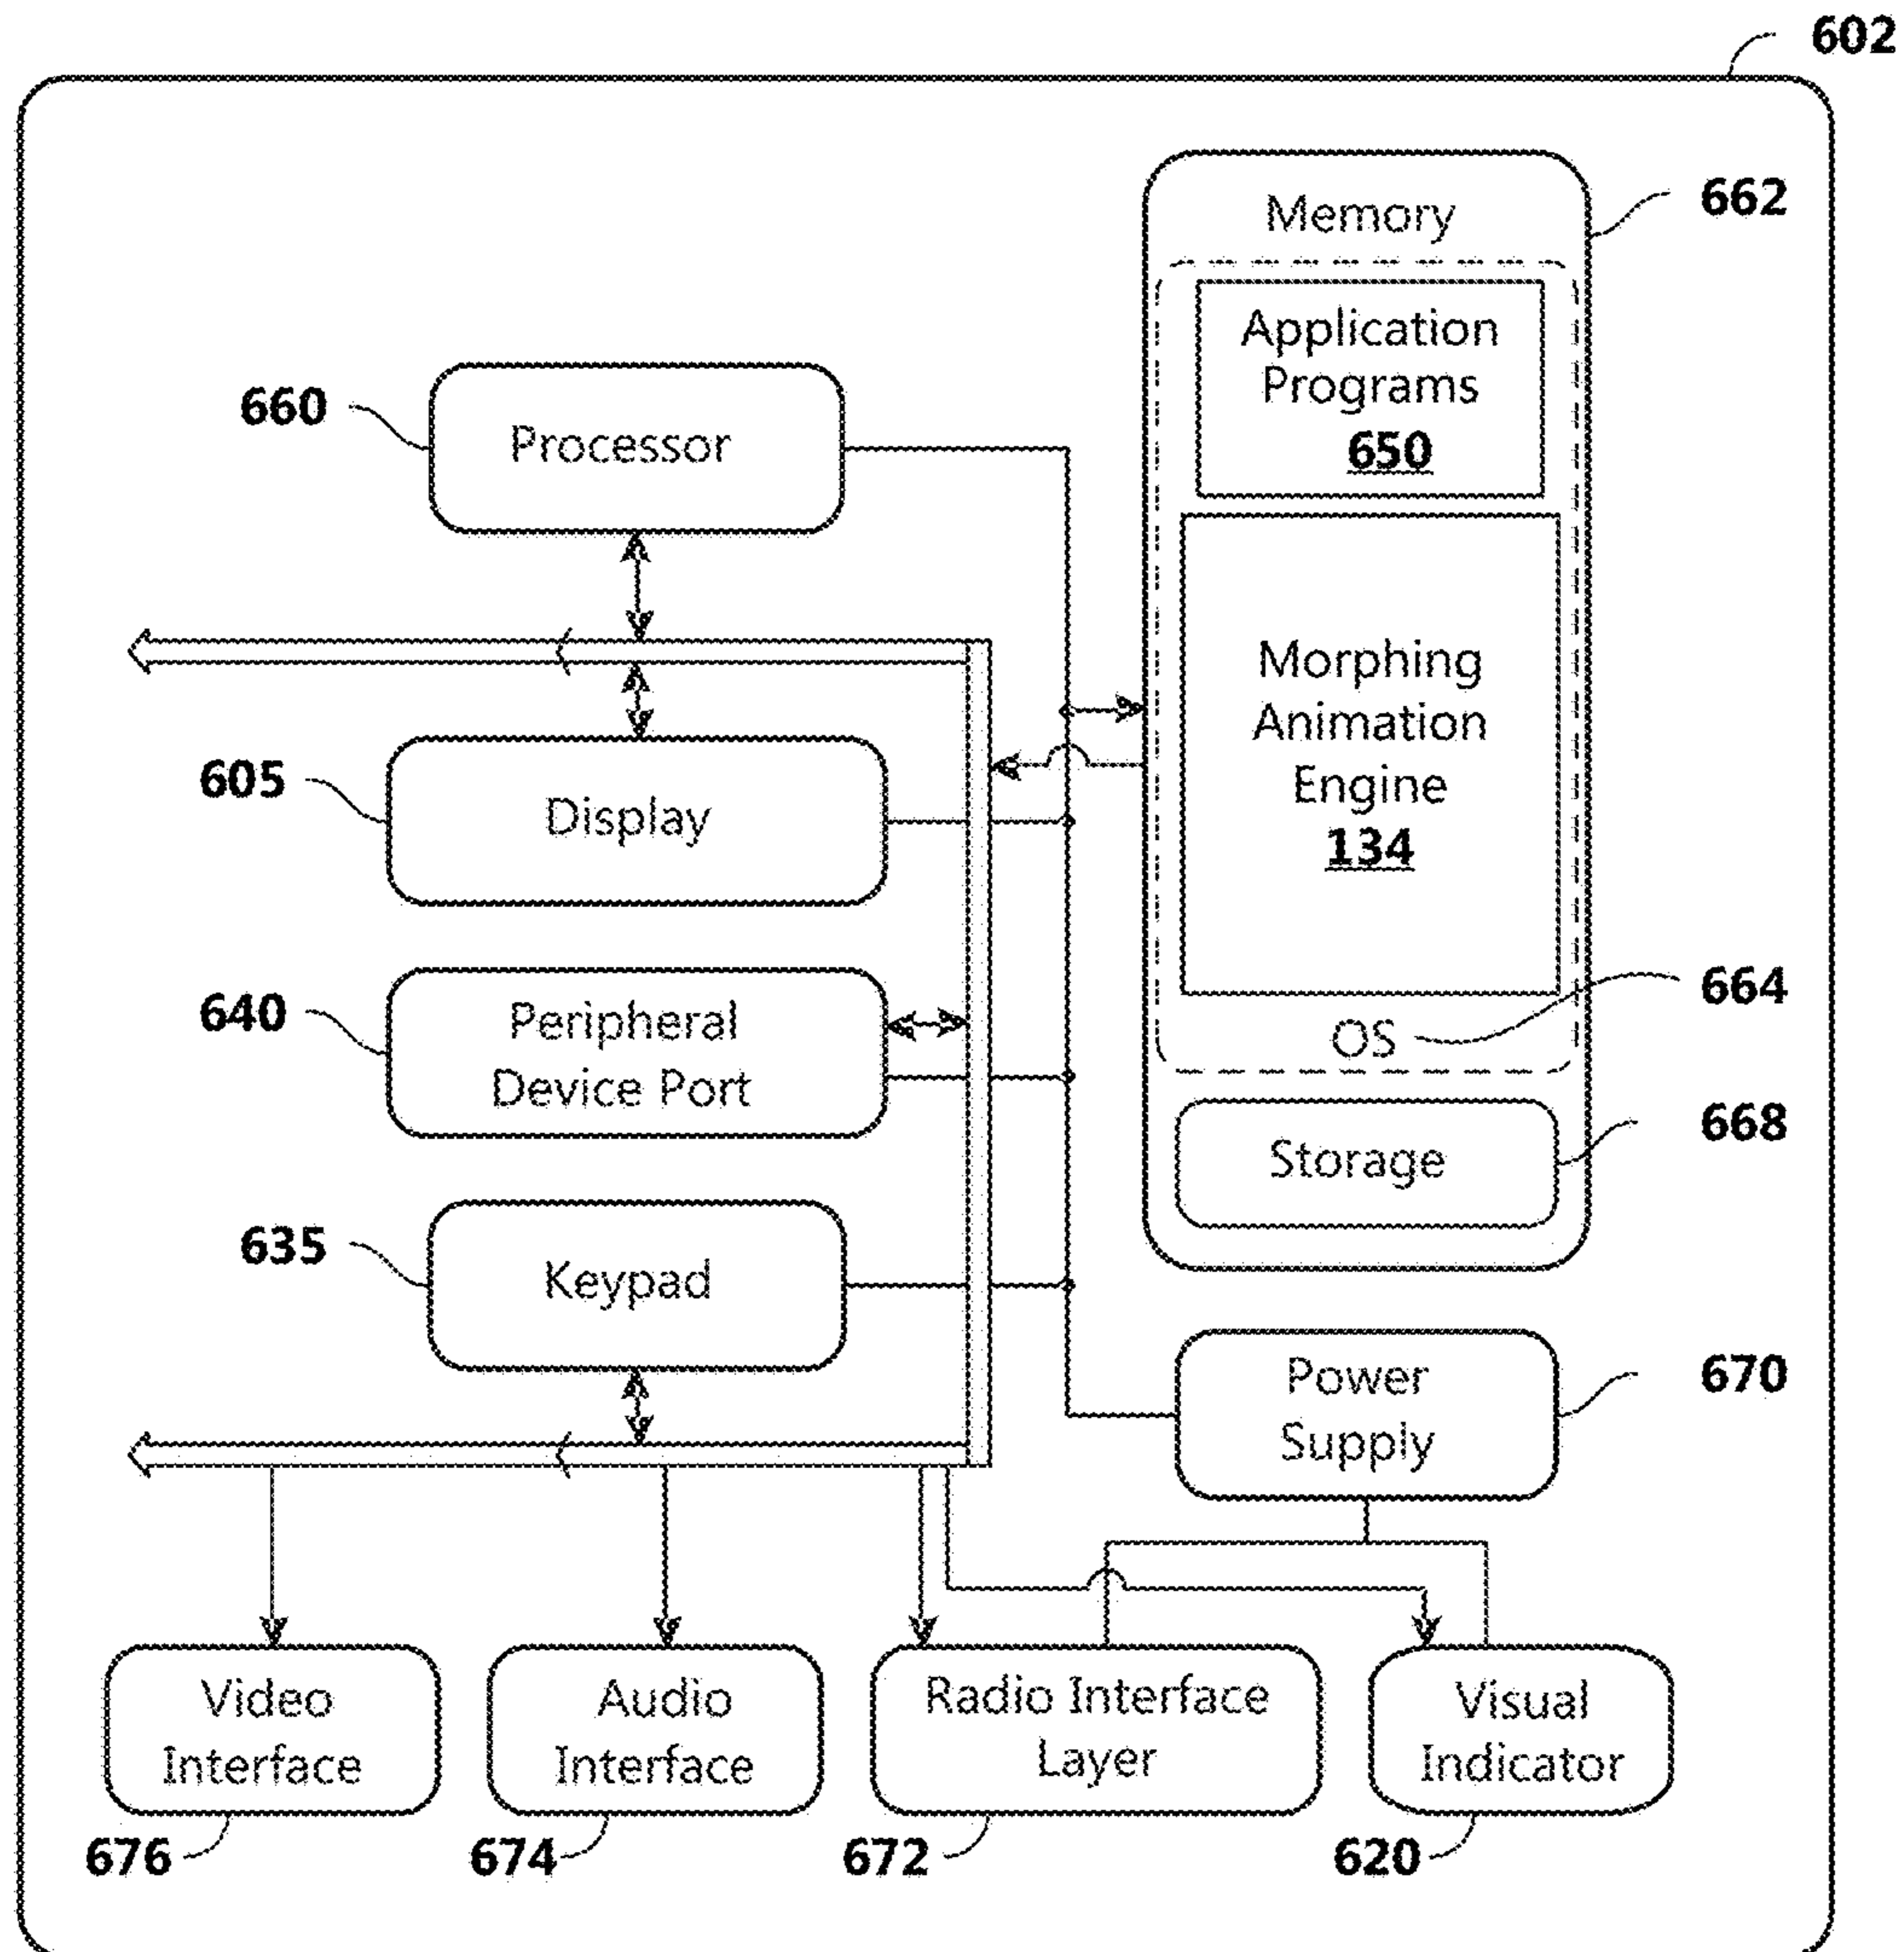 602
Memory
662
Application
Programs
650
660
Processor
Morphing
Animation
Engine
134
605
Display
664
640
Peripheral
Device Port
OS
668
Storage
635
Keypad
Power
Supply
670
Video
Interface
Audio
Interface
Radio Interface
Layer
Visual
Indicator
676
674
672
620